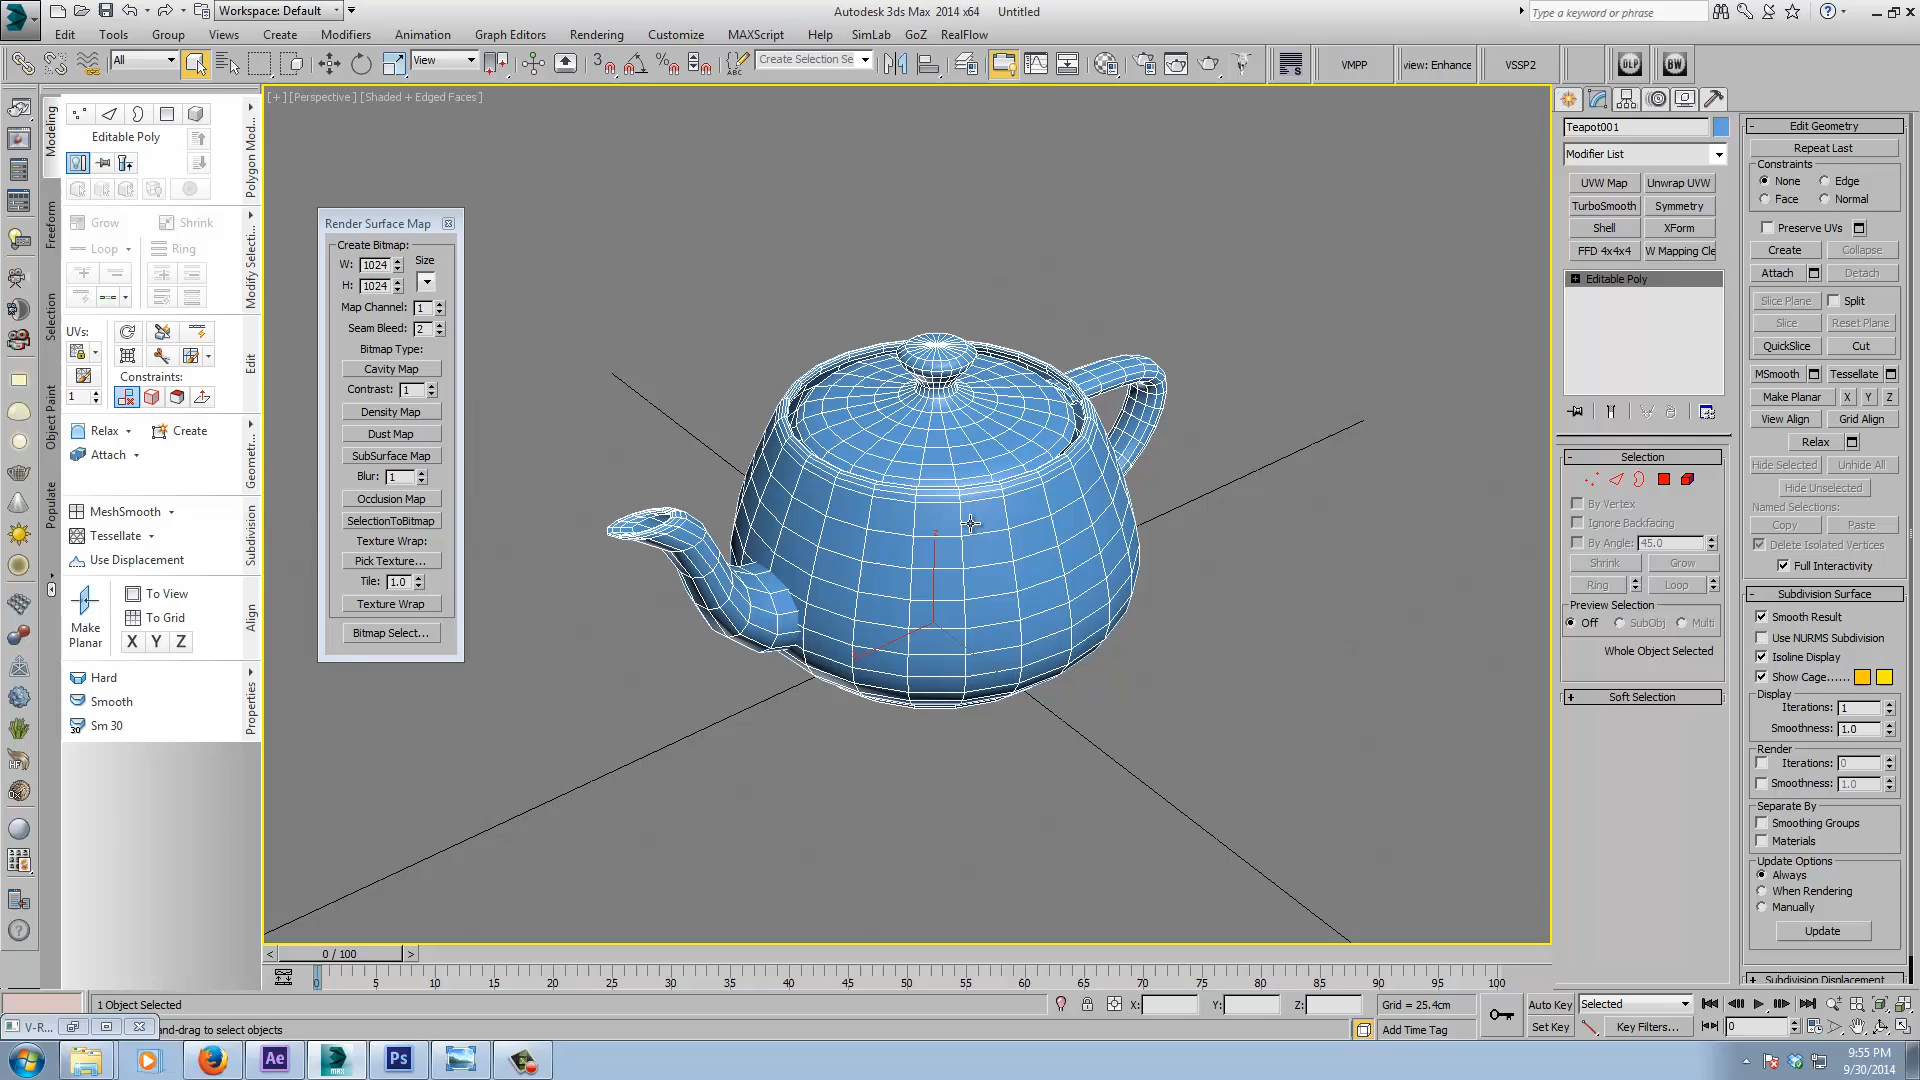 Workspace: Default
Autodesk 3ds Max 2014 x64 Untitled
Type a keyword or phrase
Edit Tools Group Views Create Modifiers Animation Graph Editors Rendering Customize MAXScript Help SimLab GoZ RealFlow
All
View
Create Selection Se
VMPP
view: Enhance
VSSP2
DLP
BW
[+] [Perspective] [Shaded + Edged Faces]
Modeling
Freeform
Selection
Object Paint
Populate
Editable Poly
Polygon Mod...
Grow Shrink
Loop Ring
Modify Selecti...
UVs:
Constraints:
1
Edit
Relax Create
Attach
Geometr...
MeshSmooth
Tessellate
Use Displacement
Subdivision
To View
To Grid
Make Planar
X Y Z
Align
Hard
Smooth
30 Sm 30
Properties
Render Surface Map
Create Bitmap:
W: 1024 Size
H: 1024
Map Channel: 1
Seam Bleed: 2
Bitmap Type:
Cavity Map
Contrast: 1
Density Map
Dust Map
SubSurface Map
Blur: 1
Occlusion Map
SelectionToBitmap
Texture Wrap:
Pick Texture...
Tile: 1.0
Texture Wrap
Bitmap Select...
Teapot001
Modifier List
UVW Map Unwrap UVW
TurboSmooth Symmetry
Shell XForm
FFD 4x4x4 W Mapping Cle
Editable Poly
Selection
By Vertex
Ignore Backfacing
By Angle: 45.0
Shrink Grow
Ring Loop
Preview Selection
Off SubObj Multi
Whole Object Selected
Soft Selection
Edit Geometry
Repeat Last
Constraints
None Edge
Face Normal
Preserve UVs
Create Collapse
Attach Detach
Slice Plane Split
Slice Reset Plane
QuickSlice Cut
MSmooth Tessellate
Make Planar X Y Z
View Align Grid Align
Relax
Hide Selected Unhide All
Hide Unselected
Named Selections:
Copy Paste
Delete Isolated Vertices
Full Interactivity
Subdivision Surface
Smooth Result
Use NURMS Subdivision
Isoline Display
Show Cage......
Display
Iterations: 1
Smoothness: 1.0
Render
Iterations: 0
Smoothness: 1.0
Separate By
Smoothing Groups
Materials
Update Options
Always
When Rendering
Manually
Update
Subdivision Displacement
< 0 / 100 >
0 5 10 15 20 25 30 35 40 45 50 55 60 65 70 75 80 85 90 95 100
1 Object Selected
X: Y: Z: Grid = 25.4cm
Auto Key Selected
V-R...
and-drag to select objects
Add Time Tag
Set Key Key Filters... 0
Ae
MAX
Ps
9:55 PM
9/30/2014